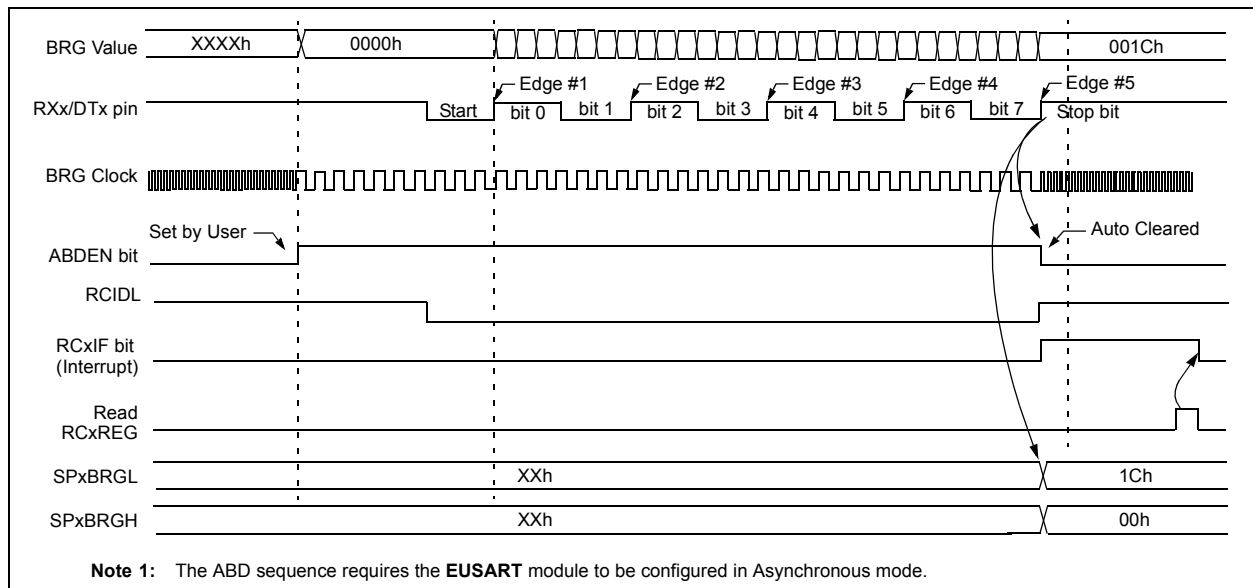 BRG Value XXXXh 0000h 001Ch
Edge #1 Edge #2 Edge #3 Edge #4 Edge #5
RXx/DTx pin Start bit 0 bit 1 bit 2 bit 3 bit 4 bit 5 bit 6 bit 7 Stop bit
BRG Clock
Set by User Auto Cleared
ABDEN bit
RCIDL
RCxIF bit
(Interrupt)
Read
RCxREG
SPxBRGL XXh 1Ch
SPxBRGH XXh 00h
Note 1: The ABD sequence requires the EUSART module to be configured in Asynchronous mode.